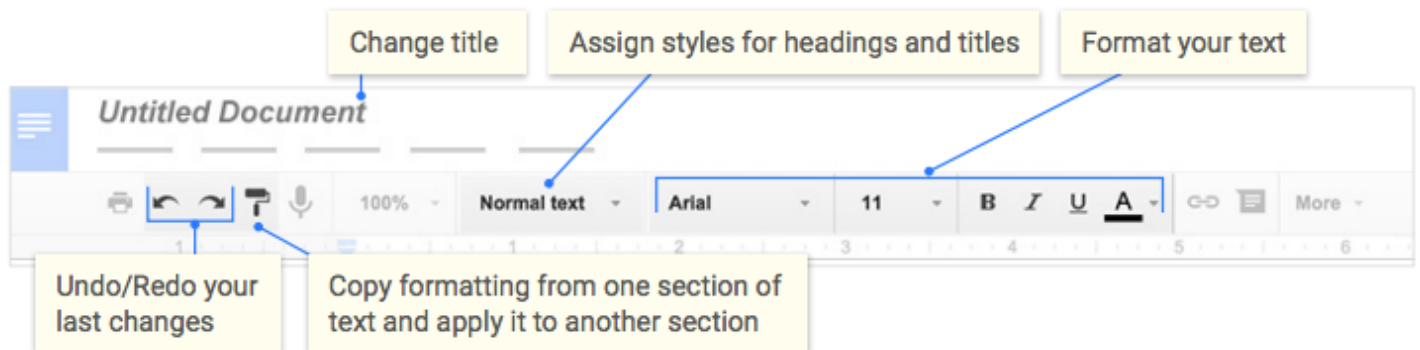 Change title
Assign styles for headings and titles
Format your text
Untitled Document
100%
Normal text
Arial
11
B I U A
More
1 1 2 3 4 5 6
Undo/Redo your
last changes
Copy formatting from one section of
text and apply it to another section